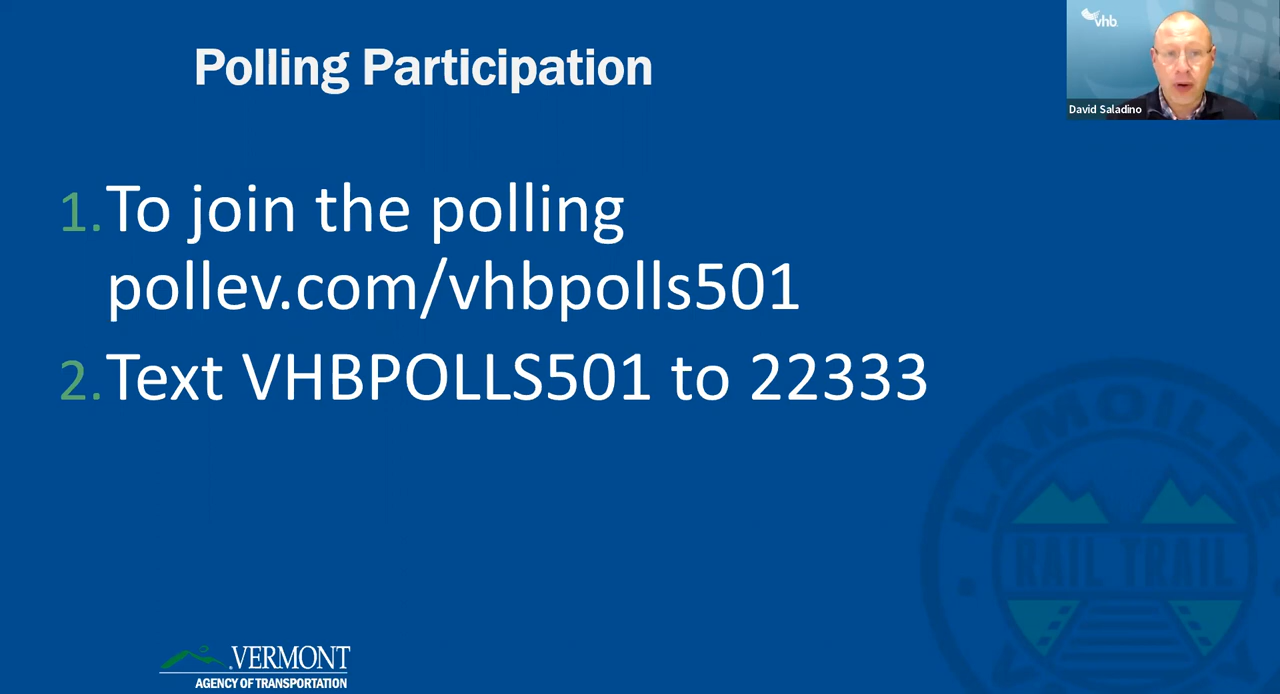 Polling Participation
vhb
David Saladino
1. To join the polling
pollev.com/vhbpolls501
2. Text VHBPOLLS501 to 22333
LAMOILLE
RAIL TRAIL
VERMONT
AGENCY OF TRANSPORTATION